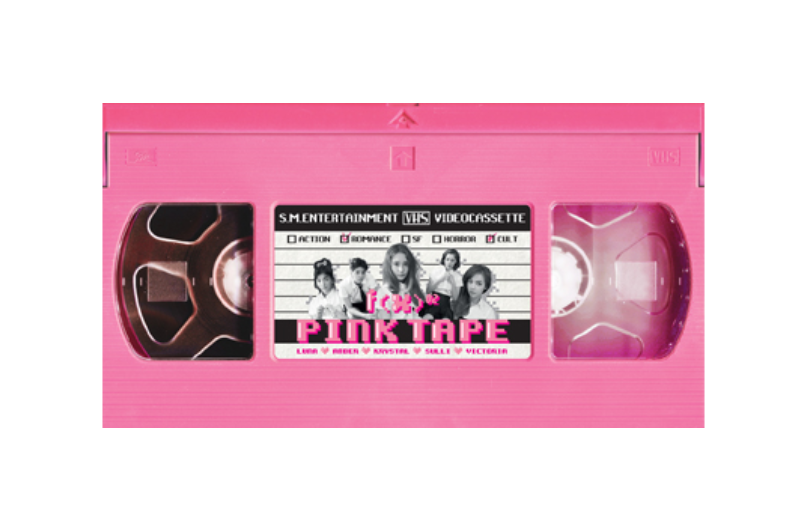 VHS
S.M.ENTERTAINMENT VHS VIDEOCASSETTE
ACTION ROMANCE SF HORROR CULT
f(x)
PINK TAPE
LUNA AMBER KRYSTAL SULLI VICTORIA